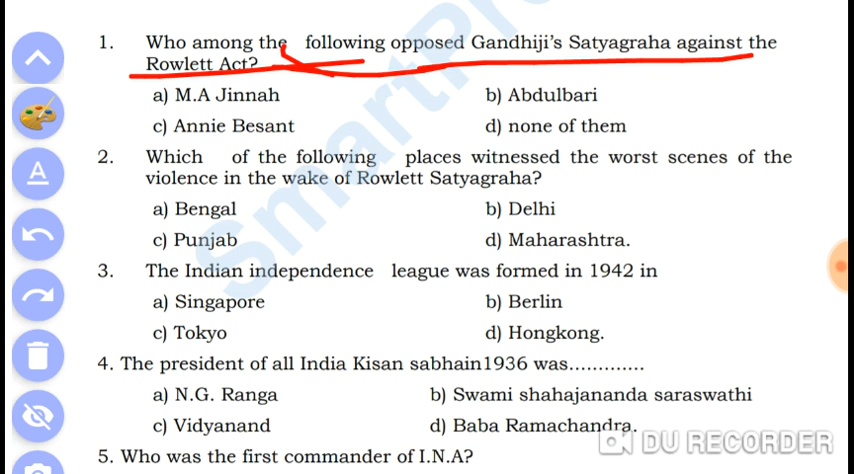 1. Who among the following opposed Gandhiji's Satyagraha against the
Rowlett Act?
a) M.A Jinnah b) Abdulbari
c) Annie Besant d) none of them
2. Which of the following places witnessed the worst scenes of the
violence in the wake of Rowlett Satyagraha?
a) Bengal b) Delhi
c) Punjab d) Maharashtra.
3. The Indian independence league was formed in 1942 in
a) Singapore b) Berlin
c) Tokyo d) Hongkong.
4. The president of all India Kisan sabhain1936 was.............
a) N.G. Ranga b) Swami shahajananda saraswathi
c) Vidyanand d) Baba Ramachandra.
5. Who was the first commander of I.N.A?
A
DU RECORDER